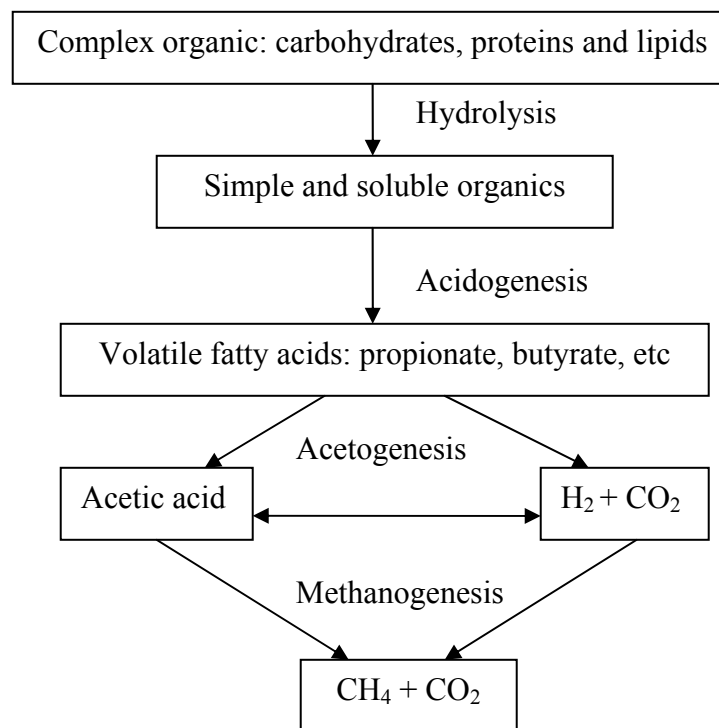 Complex organic: carbohydrates, proteins and lipids
Hydrolysis
Simple and soluble organics
Acidogenesis
Volatile fatty acids: propionate, butyrate, etc
Acetogenesis
Acetic acid
H₂ + CO₂
Methanogenesis
CH₄ + CO₂